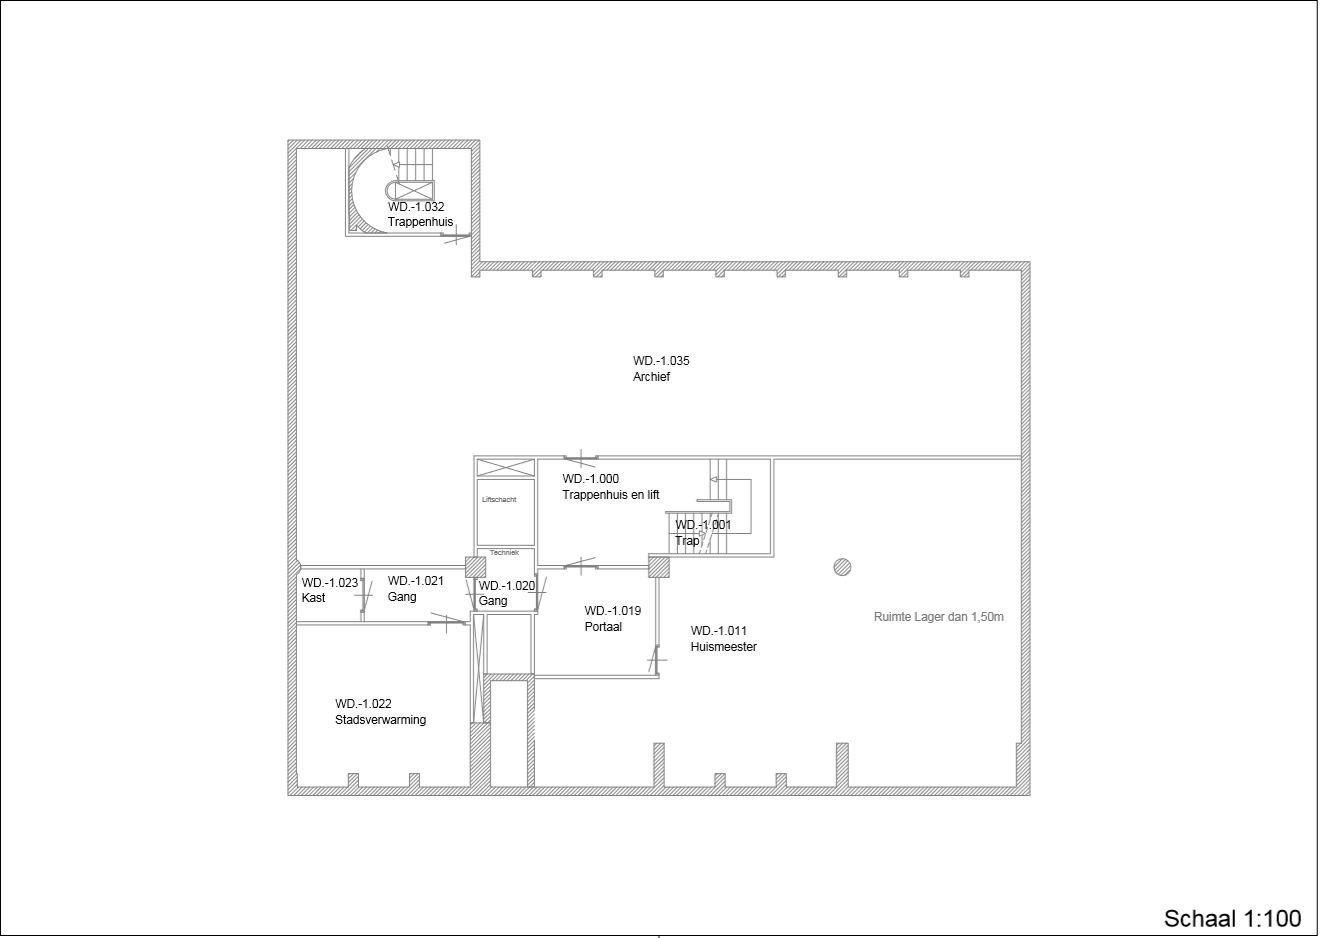 WD.-1.032
Trappenhuis
WD.-1.035
Archief
WD.-1.000
Trappenhuis en lift
Liftschacht
WD.-1.001
Trap
Techniek
WD.-1.023
Kast
WD.-1.021
Gang
WD.-1.020
Gang
WD.-1.019
Portaal
WD.-1.011
Huismeester
Ruimte Lager dan 1,50m
WD.-1.022
Stadsverwarming
Schaal 1:100